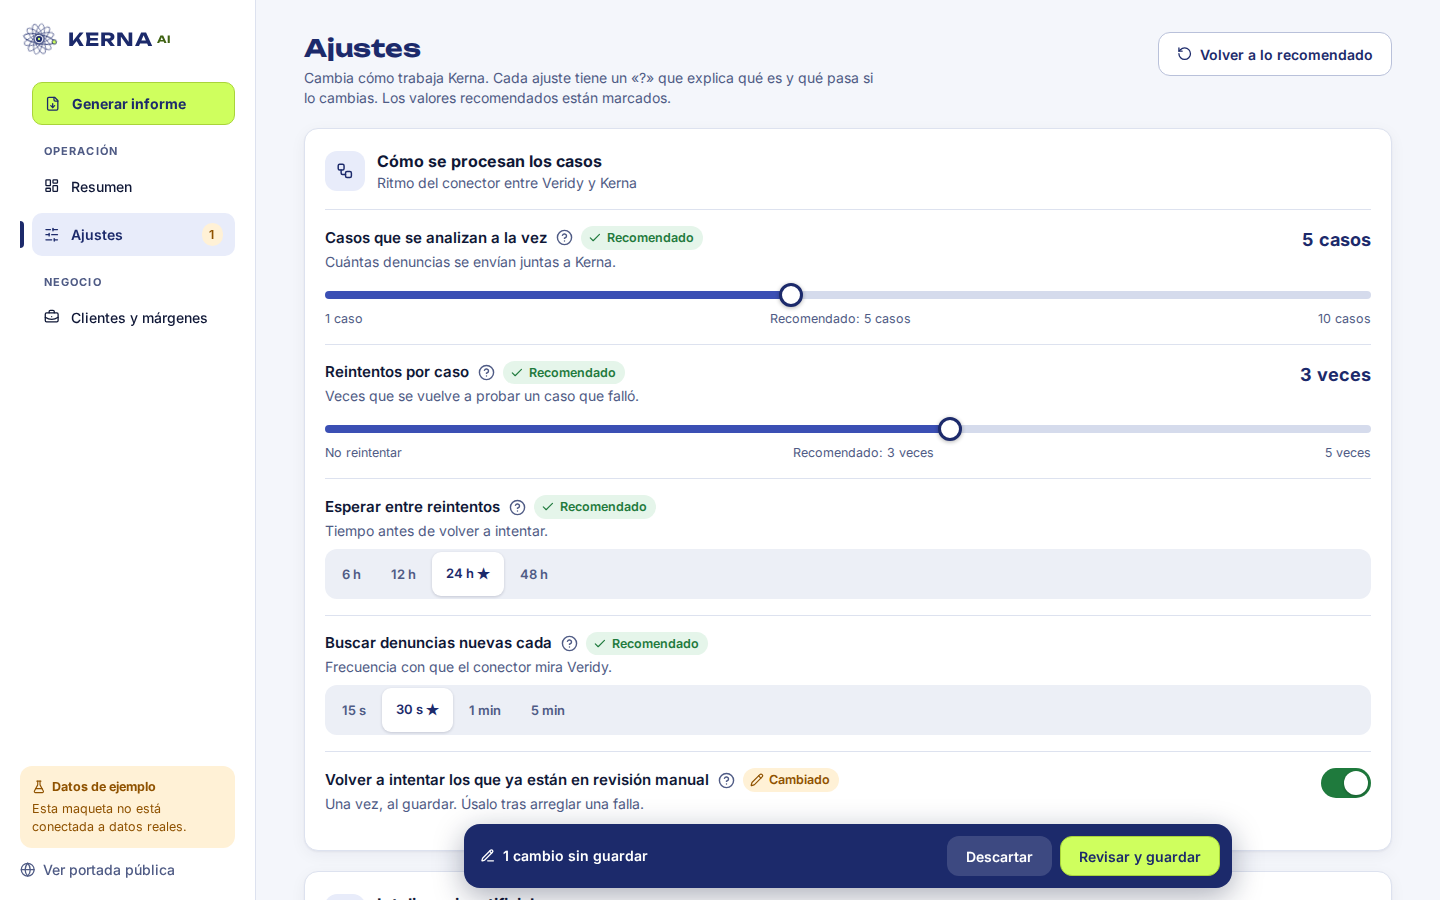 KERNA AI
Generar informe
OPERACIÓN
Resumen
Ajustes
1
NEGOCIO
Clientes y márgenes
Datos de ejemplo
Esta maqueta no está
conectada a datos reales.
Ver portada pública
Ajustes
Cambia cómo trabaja Kerna. Cada ajuste tiene un «?» que explica qué es y qué pasa si
lo cambias. Los valores recomendados están marcados.
Volver a lo recomendado
Cómo se procesan los casos
Ritmo del conector entre Veridy y Kerna
Casos que se analizan a la vez ? Recomendado
5 casos
Cuántas denuncias se envían juntas a Kerna.
1 caso Recomendado: 5 casos 10 casos
Reintentos por caso ? Recomendado
3 veces
Veces que se vuelve a probar un caso que falló.
No reintentar Recomendado: 3 veces 5 veces
Esperar entre reintentos ? Recomendado
Tiempo antes de volver a intentar.
6 h 12 h 24 h ★ 48 h
Buscar denuncias nuevas cada ? Recomendado
Frecuencia con que el conector mira Veridy.
15 s 30 s ★ 1 min 5 min
Volver a intentar los que ya están en revisión manual ? Cambiado
Una vez, al guardar. Úsalo tras arreglar una falla.
1 cambio sin guardar
Descartar
Revisar y guardar